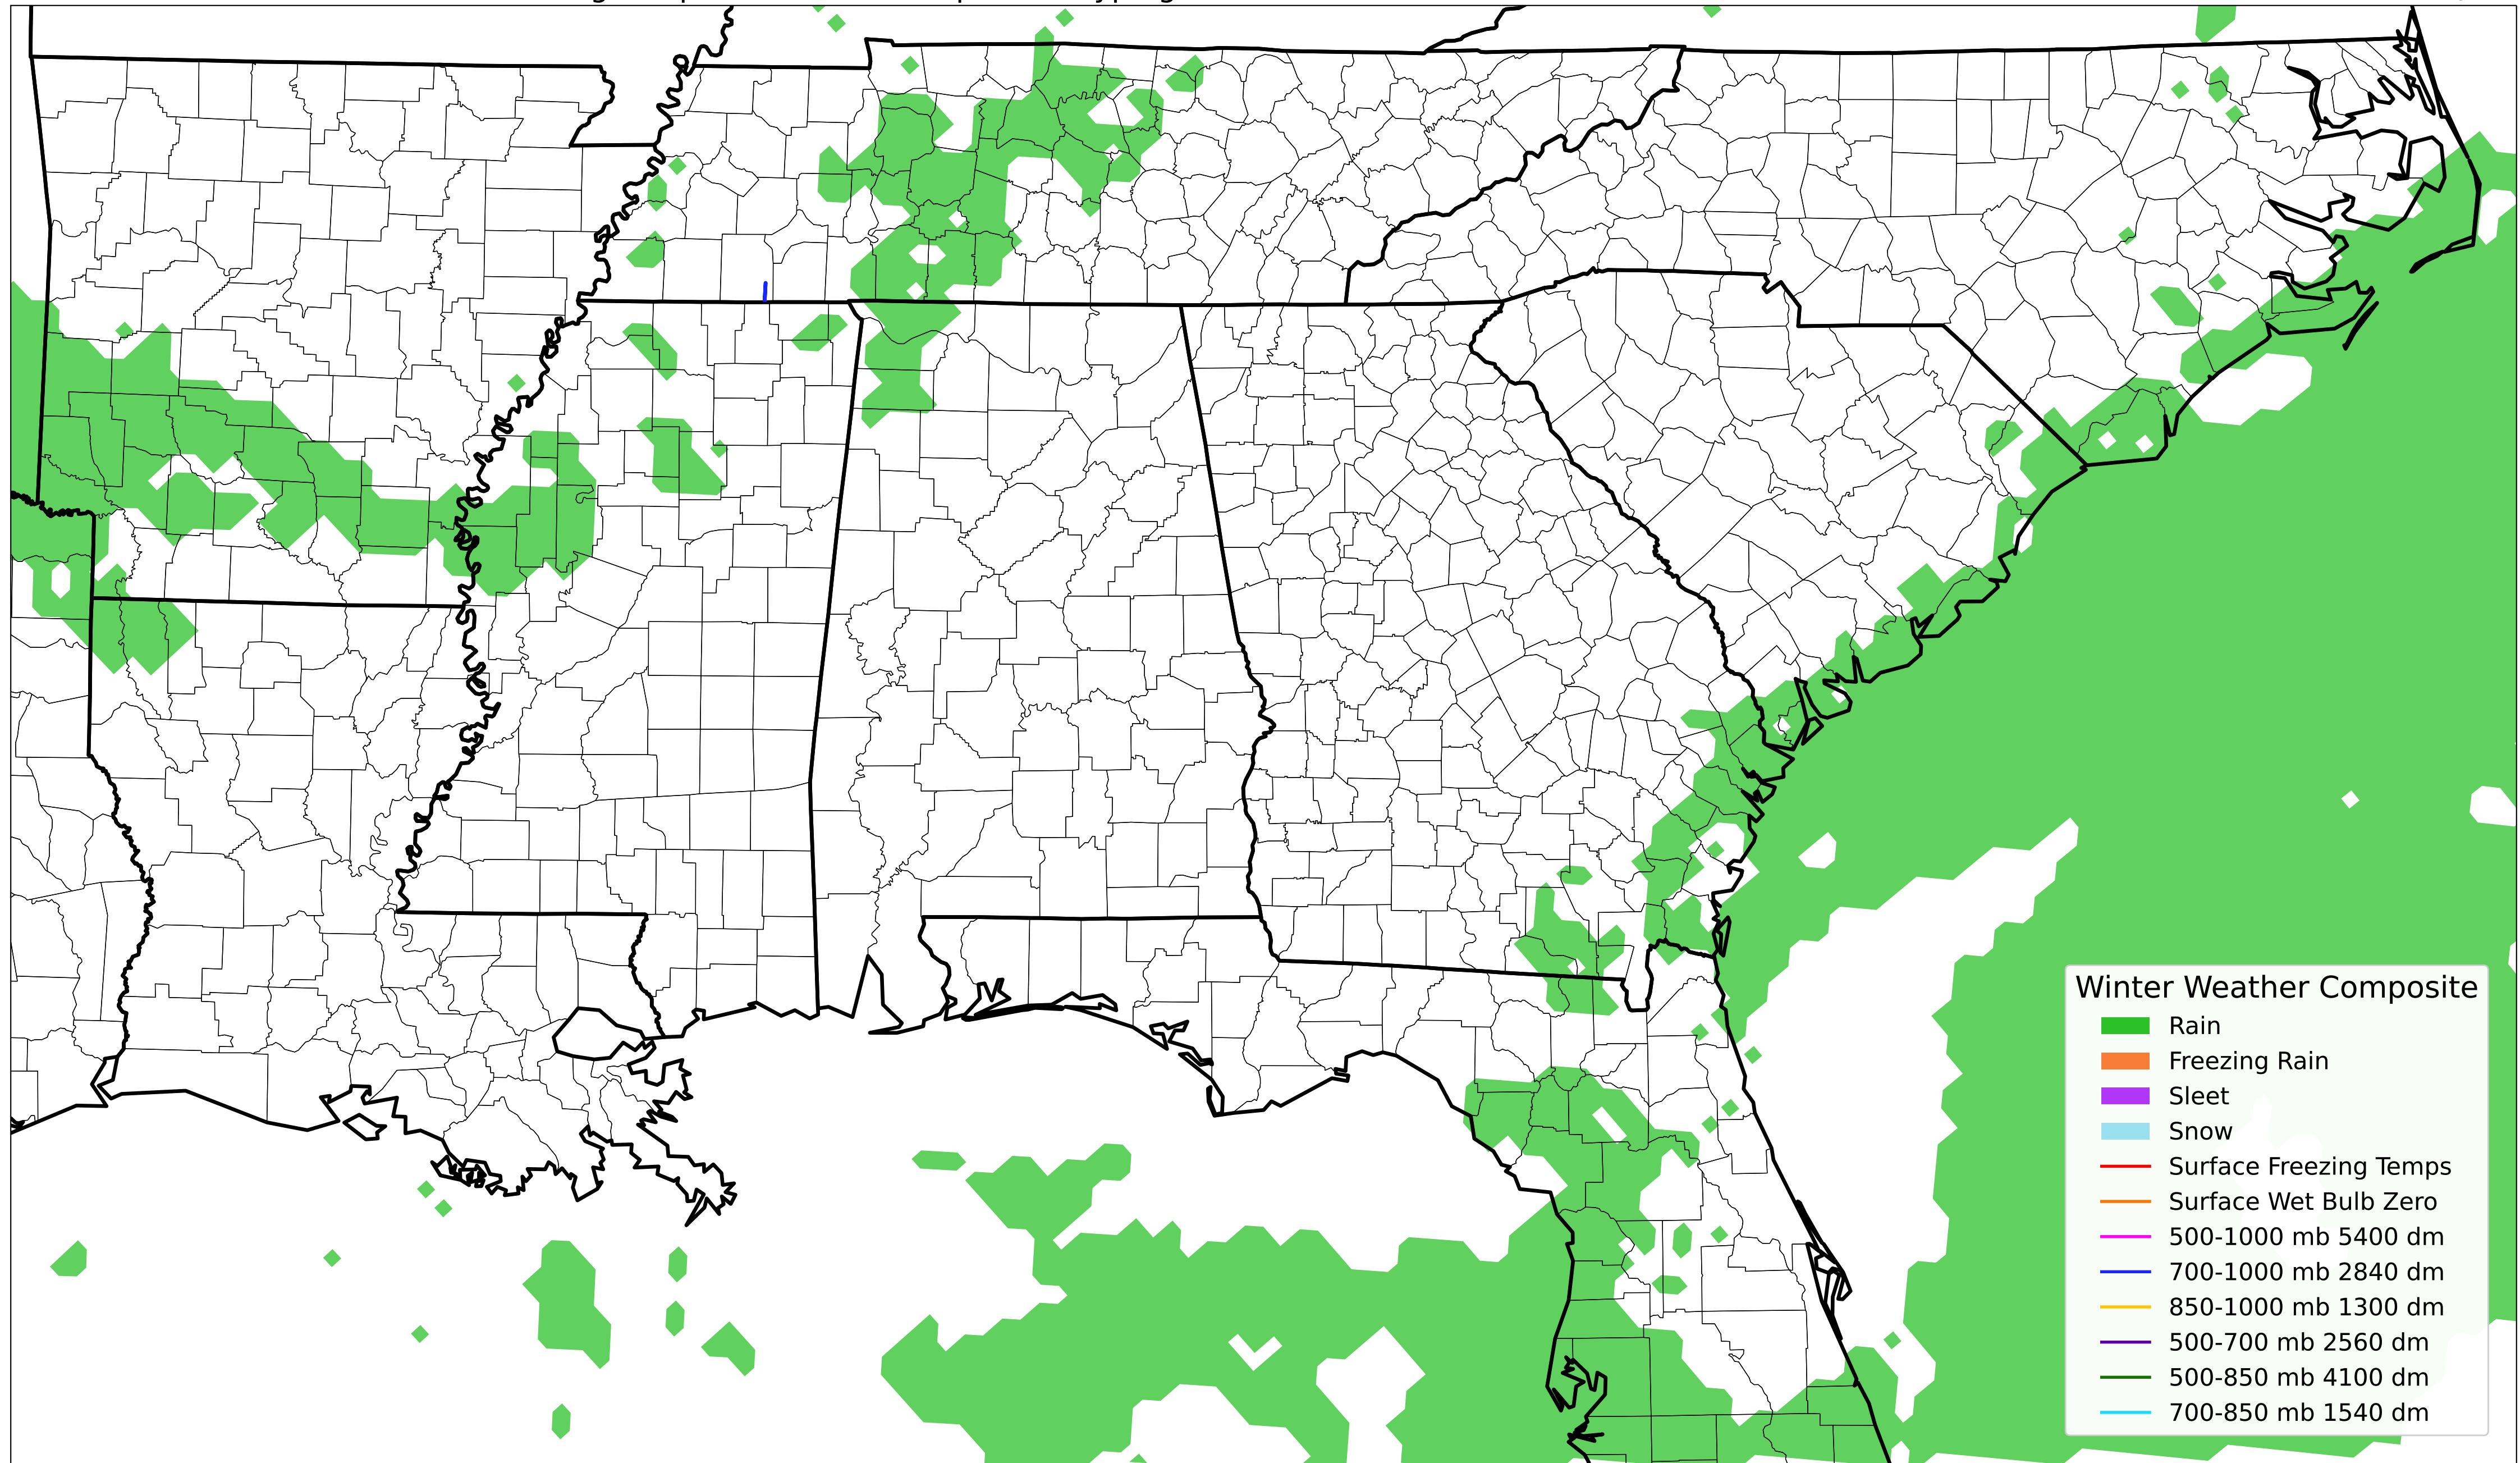 Winter Weather Composite
Rain
Freezing Rain
Sleet
Snow
Surface Freezing Temps
Surface Wet Bulb Zero
500-1000 mb 5400 dm
700-1000 mb 2840 dm
850-1000 mb 1300 dm
500-700 mb 2560 dm
500-850 mb 4100 dm
700-850 mb 1540 dm